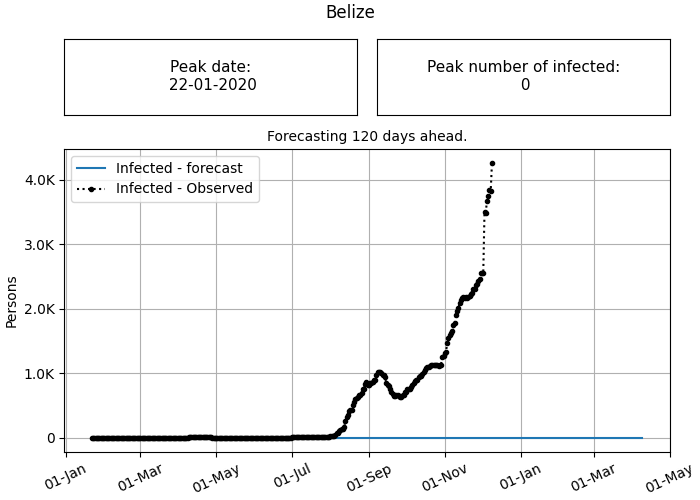 Belize
Peak date:
22-01-2020
Peak number of infected:
0
Forecasting 120 days ahead.
Infected - forecast
Infected - Observed
Persons
4.0K
3.0K
2.0K
1.0K
0
01-Jan
01-Mar
01-May
01-Jul
01-Sep
01-Nov
01-Jan
01-Mar
01-May